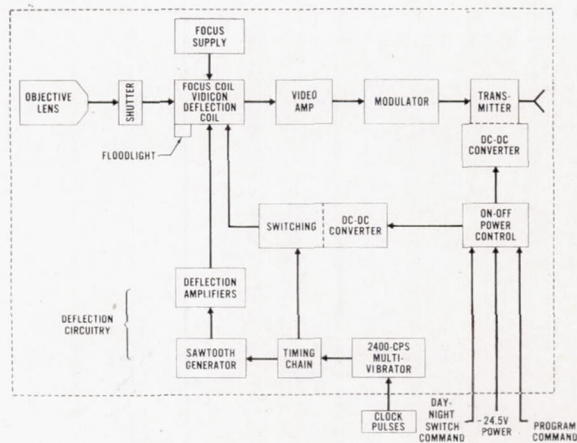 FOCUS
SUPPLY
OBJECTIVE
LENS
SHUTTER
FOCUS COIL
VIDICON
DEFLECTION
COIL
VIDEO
AMP
MODULATOR
TRANS-
MITTER
FLOODLIGHT
DC-DC
CONVERTER
SWITCHING
DC-DC
CONVERTER
ON-OFF
POWER
CONTROL
DEFLECTION
AMPLIFIERS
DEFLECTION
CIRCUITRY
SAWTOOTH
GENERATOR
TIMING
CHAIN
2400-CPS
MULTI-
VIBRATOR
CLOCK
PULSES
DAY-
NIGHT
SWITCH
COMMAND
-24.5V
POWER
PROGRAM
COMMAND